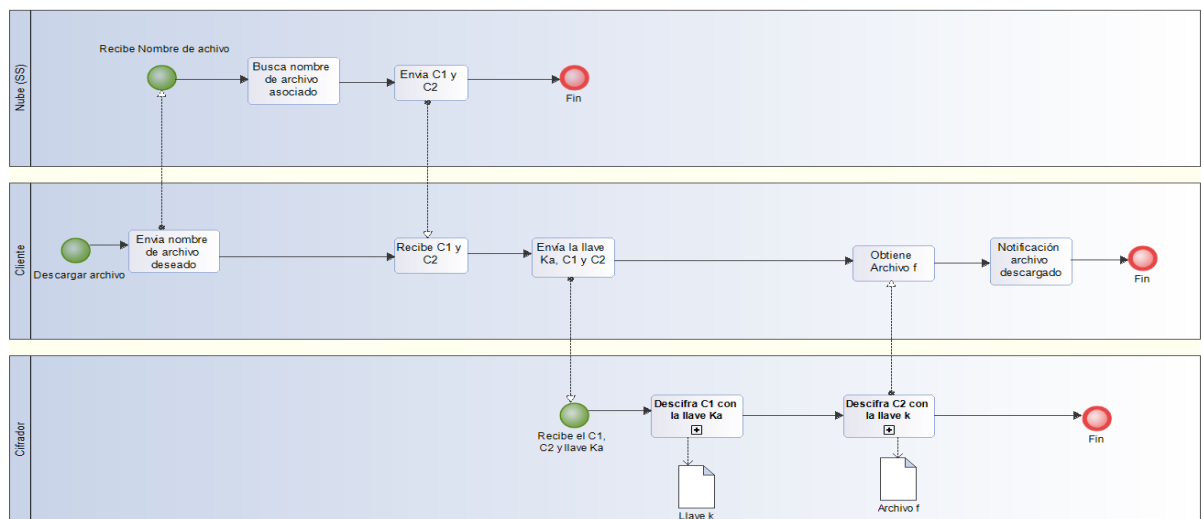 Nube (SS)
Recibe Nombre de achivo
Busca nombre
de archivo
asociado
Envia C1 y
C2
Fin
Cliente
Descargar archivo
Envia nombre
de archivo
deseado
Recibe C1 y
C2
Envía la llave
Ka, C1 y C2
Obtiene
Archivo f
Notificación
archivo
descargado
Fin
Cifrador
Recibe el C1,
C2 y llave Ka
Descifra C1 con
la llave Ka
Llave k
Descifra C2 con
la llave k
Archivo f
Fin